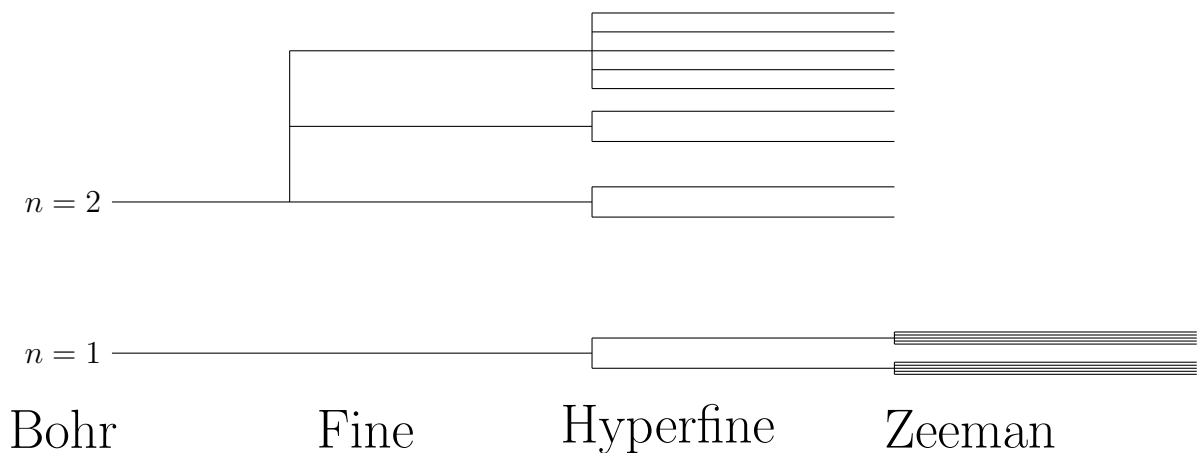 n = 2
n = 1
Bohr Fine Hyperfine Zeeman